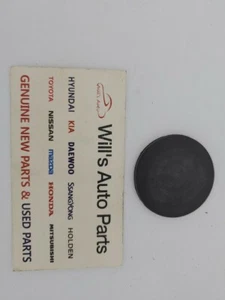 Will's Auto Parts
HYUNDAI KIA DAEWOO SSANGYONG HOLDEN
TOYOTA NISSAN mazda HONDA MITSUBISHI
GENUINE NEW PARTS & USED PARTS